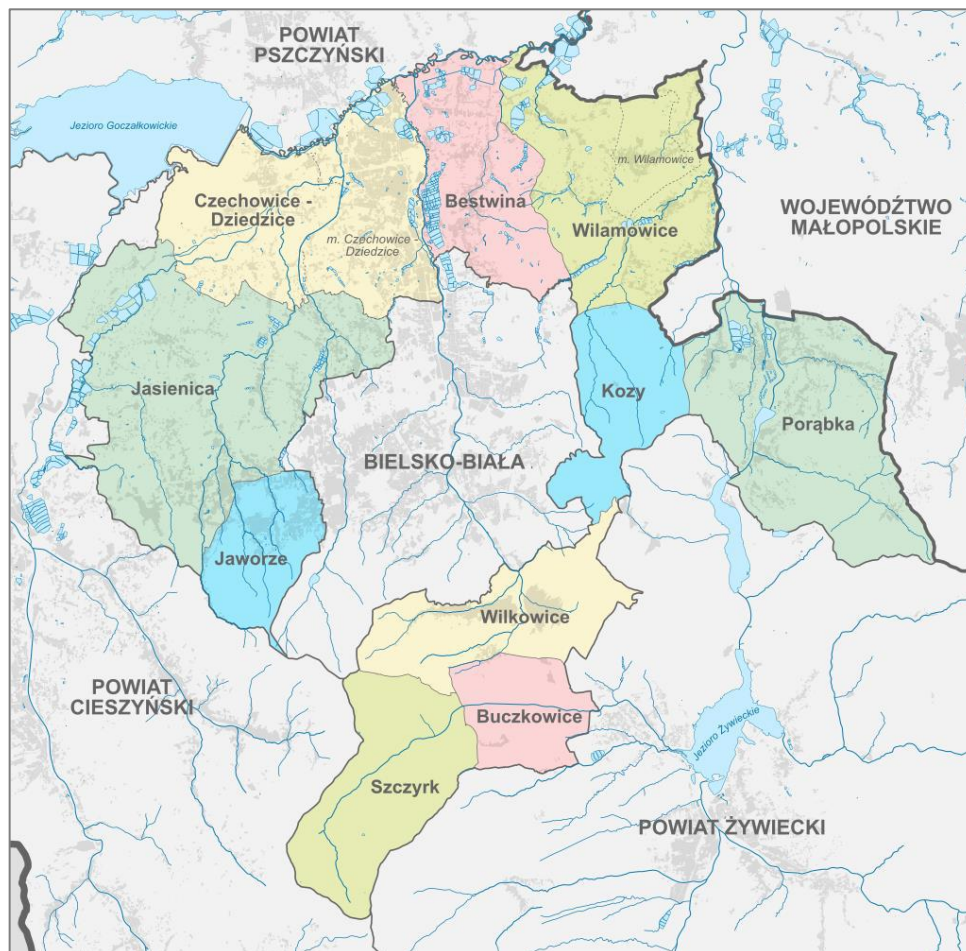 POWIAT
PSZCZYŃSKI
Jezioro Goczałkowickie
m. Wilamowice
Czechowice -
Dziedzice
Bestwina
WOJEWÓDŹTWO
MAŁOPOLSKIE
Wilamowice
m. Czechowice
Dziedzice
Jasienica
Kozy
Porąbka
BIELSKO-BIAŁA
Jaworze
Wilkowice
POWIAT
CIESZYŃSKI
Buczkowice
Jezioro Żywieckie
Szczyrk
POWIAT ŻYWIECKI